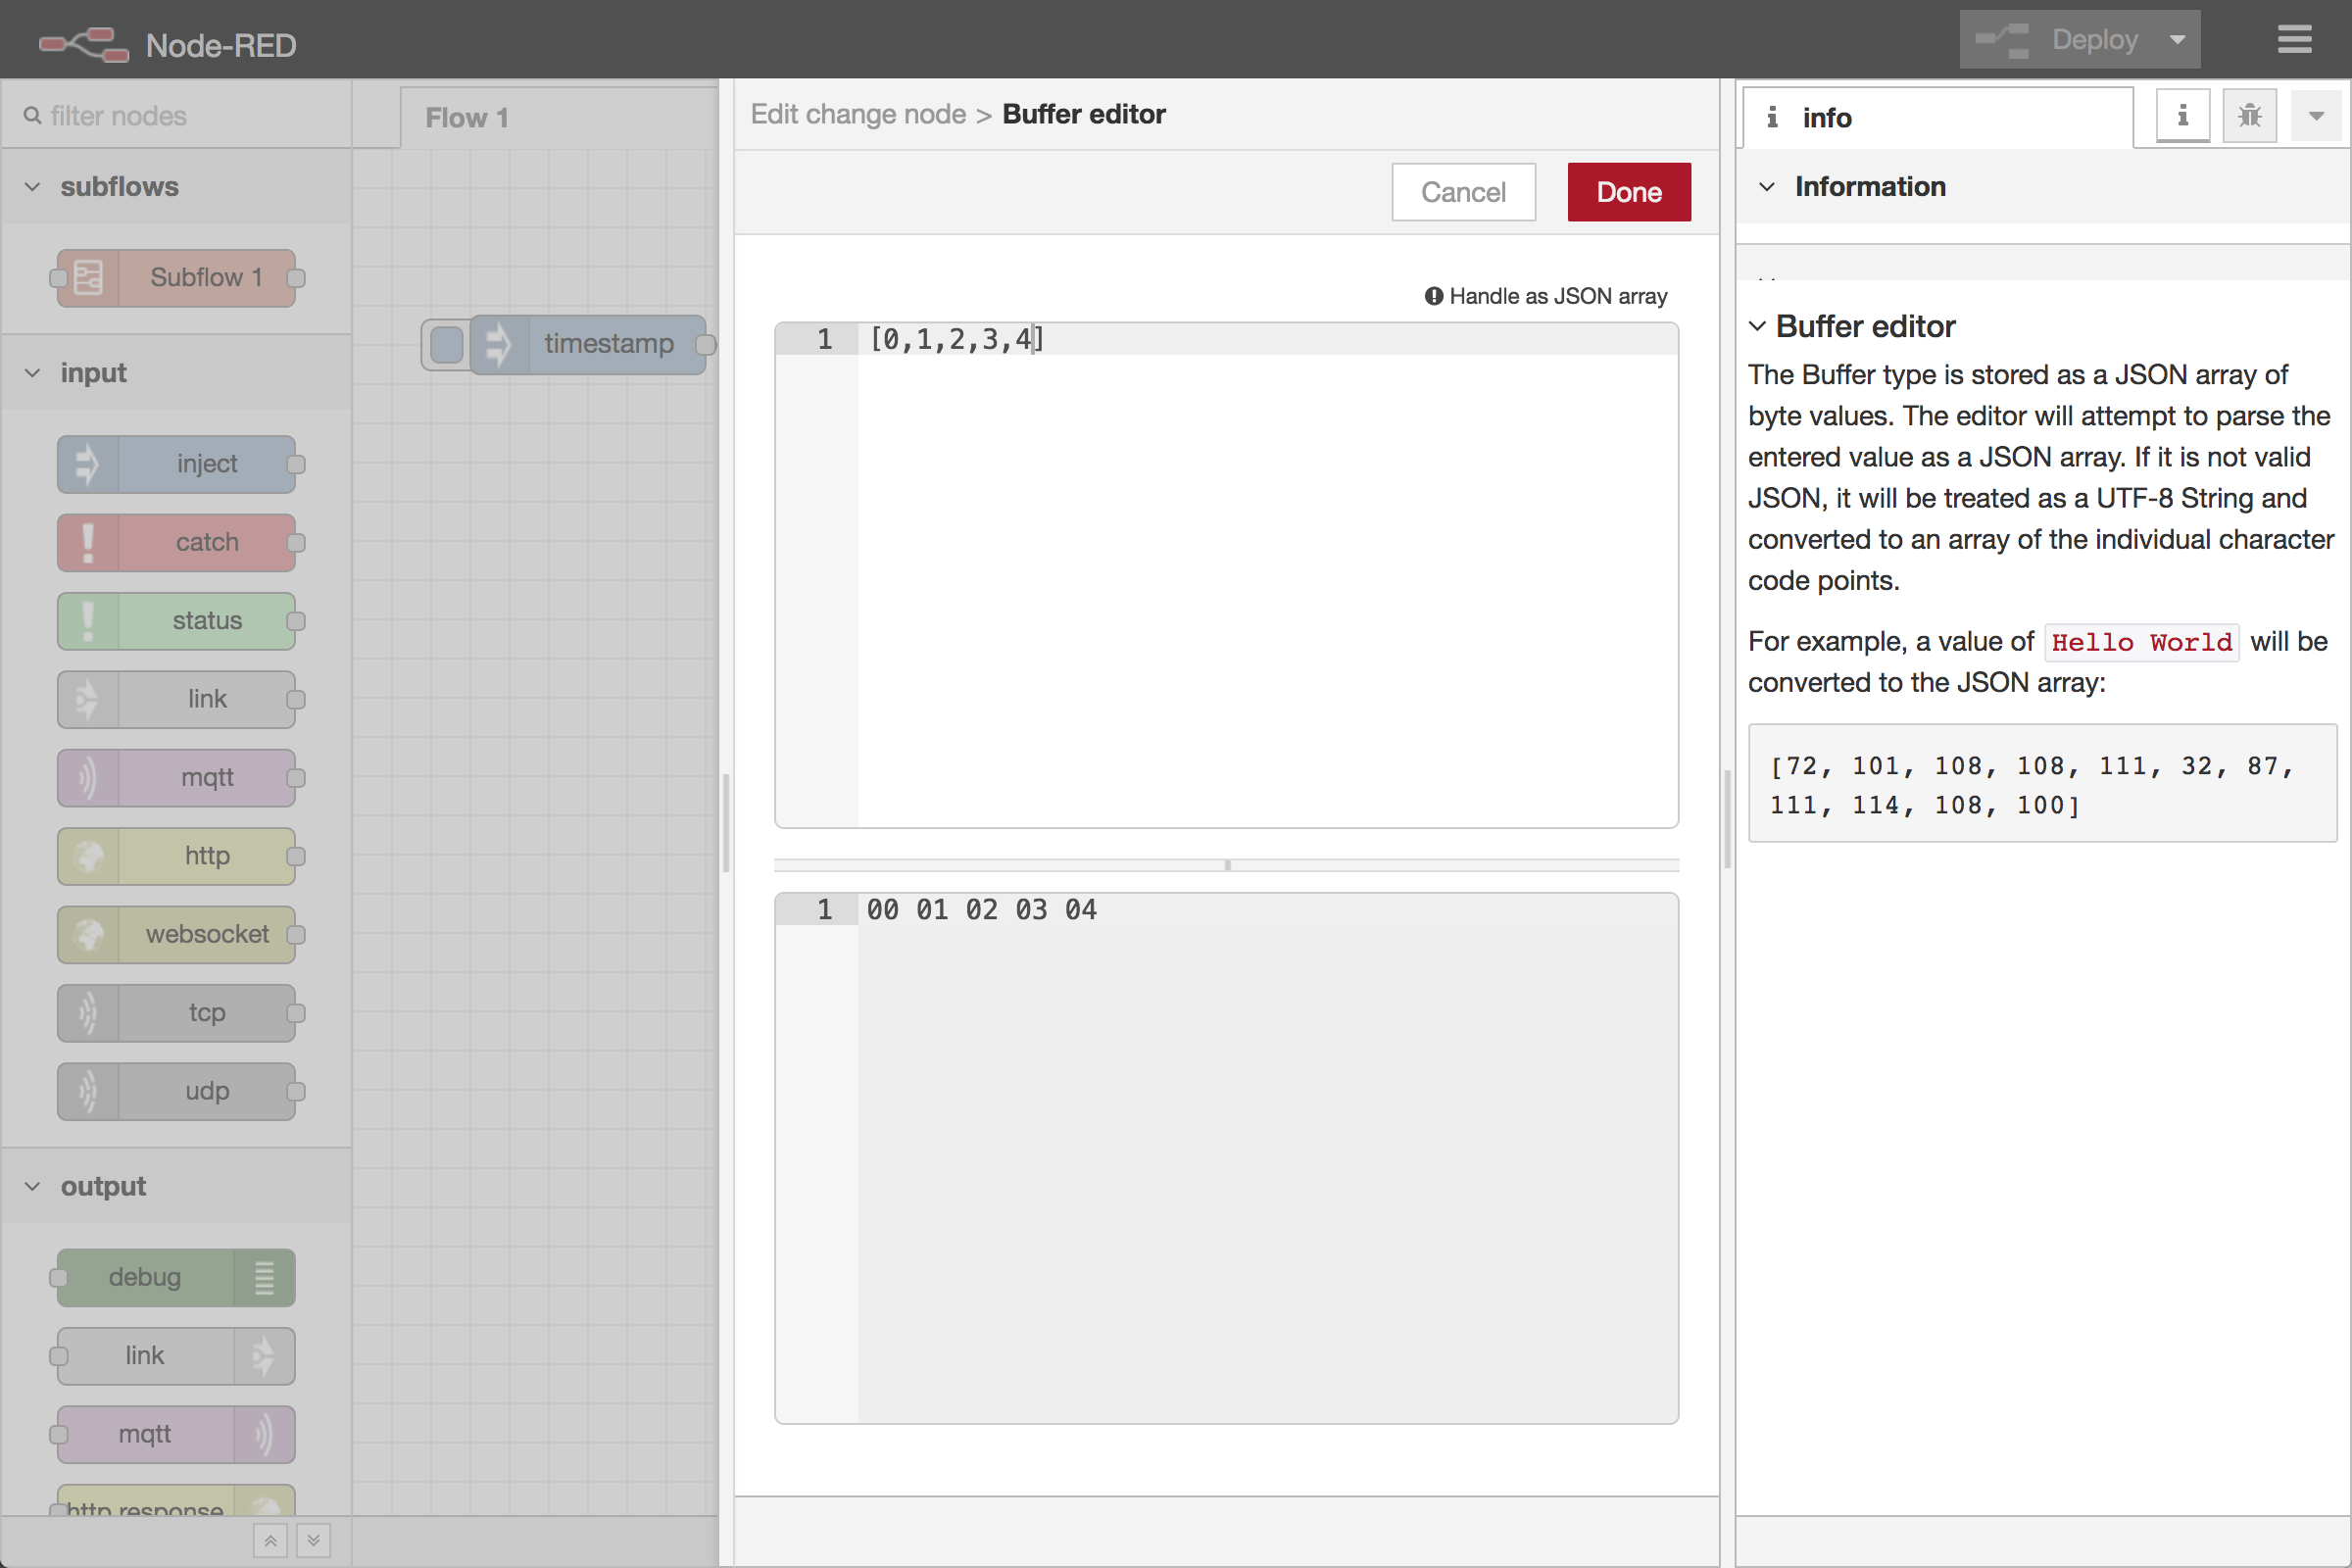 Node-RED
Deploy
filter nodes
subflows
Subflow 1
input
inject
catch
status
link
mqtt
http
websocket
tcp
udp
output
debug
link
mqtt
http response
Flow 1
timestamp
Edit change node > Buffer editor
Cancel
Done
Handle as JSON array
1 [0,1,2,3,4]
1 00 01 02 03 04
info
Information
Buffer editor
The Buffer type is stored as a JSON array of
byte values. The editor will attempt to parse the
entered value as a JSON array. If it is not valid
JSON, it will be treated as a UTF-8 String and
converted to an array of the individual character
code points.
For example, a value of Hello World will be
converted to the JSON array:
[72, 101, 108, 108, 111, 32, 87,
111, 114, 108, 100]